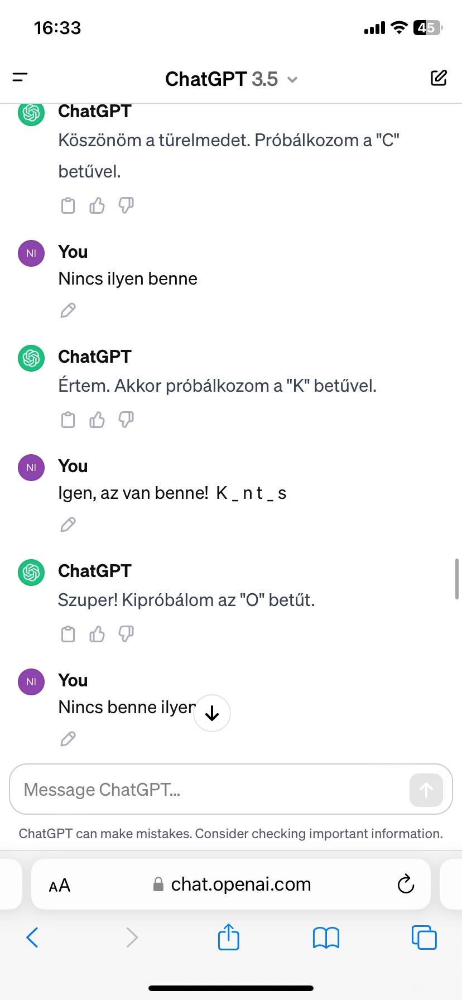 16:33
45
ChatGPT 3.5
ChatGPT
Köszönöm a türelmedet. Próbálkozom a "C"
betűvel.
NI
You
Nincs ilyen benne
ChatGPT
Értem. Akkor próbálkozom a "K" betűvel.
NI
You
Igen, az van benne! K _ n t _ s
ChatGPT
Szuper! Kipróbálom az "O" betűt.
NI
You
Nincs benne ilyen
Message ChatGPT...
ChatGPT can make mistakes. Consider checking important information.
AA
chat.openai.com